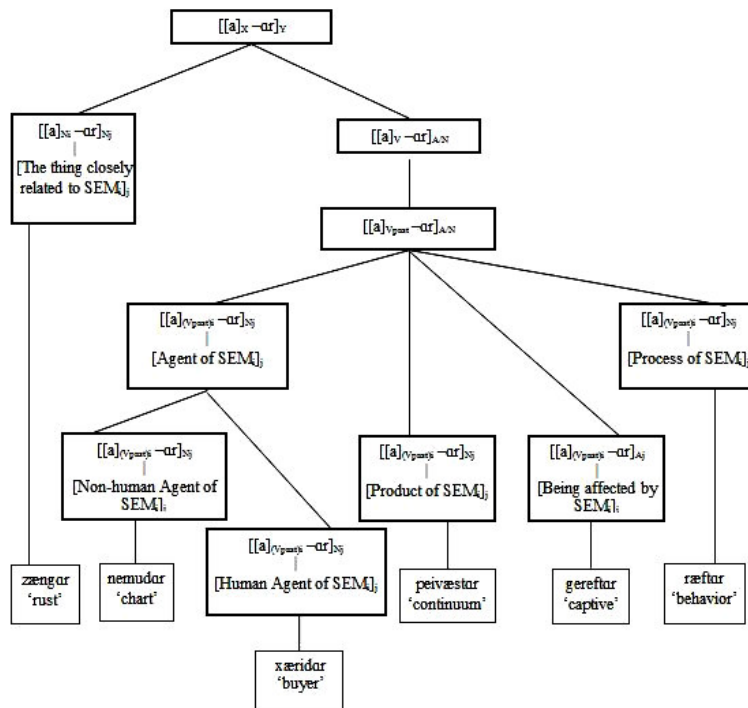 [[a]X –ɑr]Y
[[a]Ni –ɑr]Nj
|
[The thing closely
related to SEMi]j
[[a]V –ɑr]A/N
[[a]Vpast –ɑr]A/N
[[a](Vpast)i –ɑr]Nj
|
[Agent of SEMi]j
[[a](Vpast)i –ɑr]Nj
|
[Process of SEMi]j
[[a](Vpast)i –ɑr]Nj
|
[Non-human Agent of
SEMi]j
[[a](Vpast)i –ɑr]Nj
|
[Human Agent of SEMi]j
[[a](Vpast)i –ɑr]Nj
|
[Product of SEMi]j
[[a](Vpast)i –ɑr]Aj
|
[Being affected by
SEMi]j
zængɑr
‘rust’
nemudɑr
‘chart’
xæridɑr
‘buyer’
peivæstɑr
‘continuum’
gereftɑr
‘captive’
ræftɑr
‘behavior’